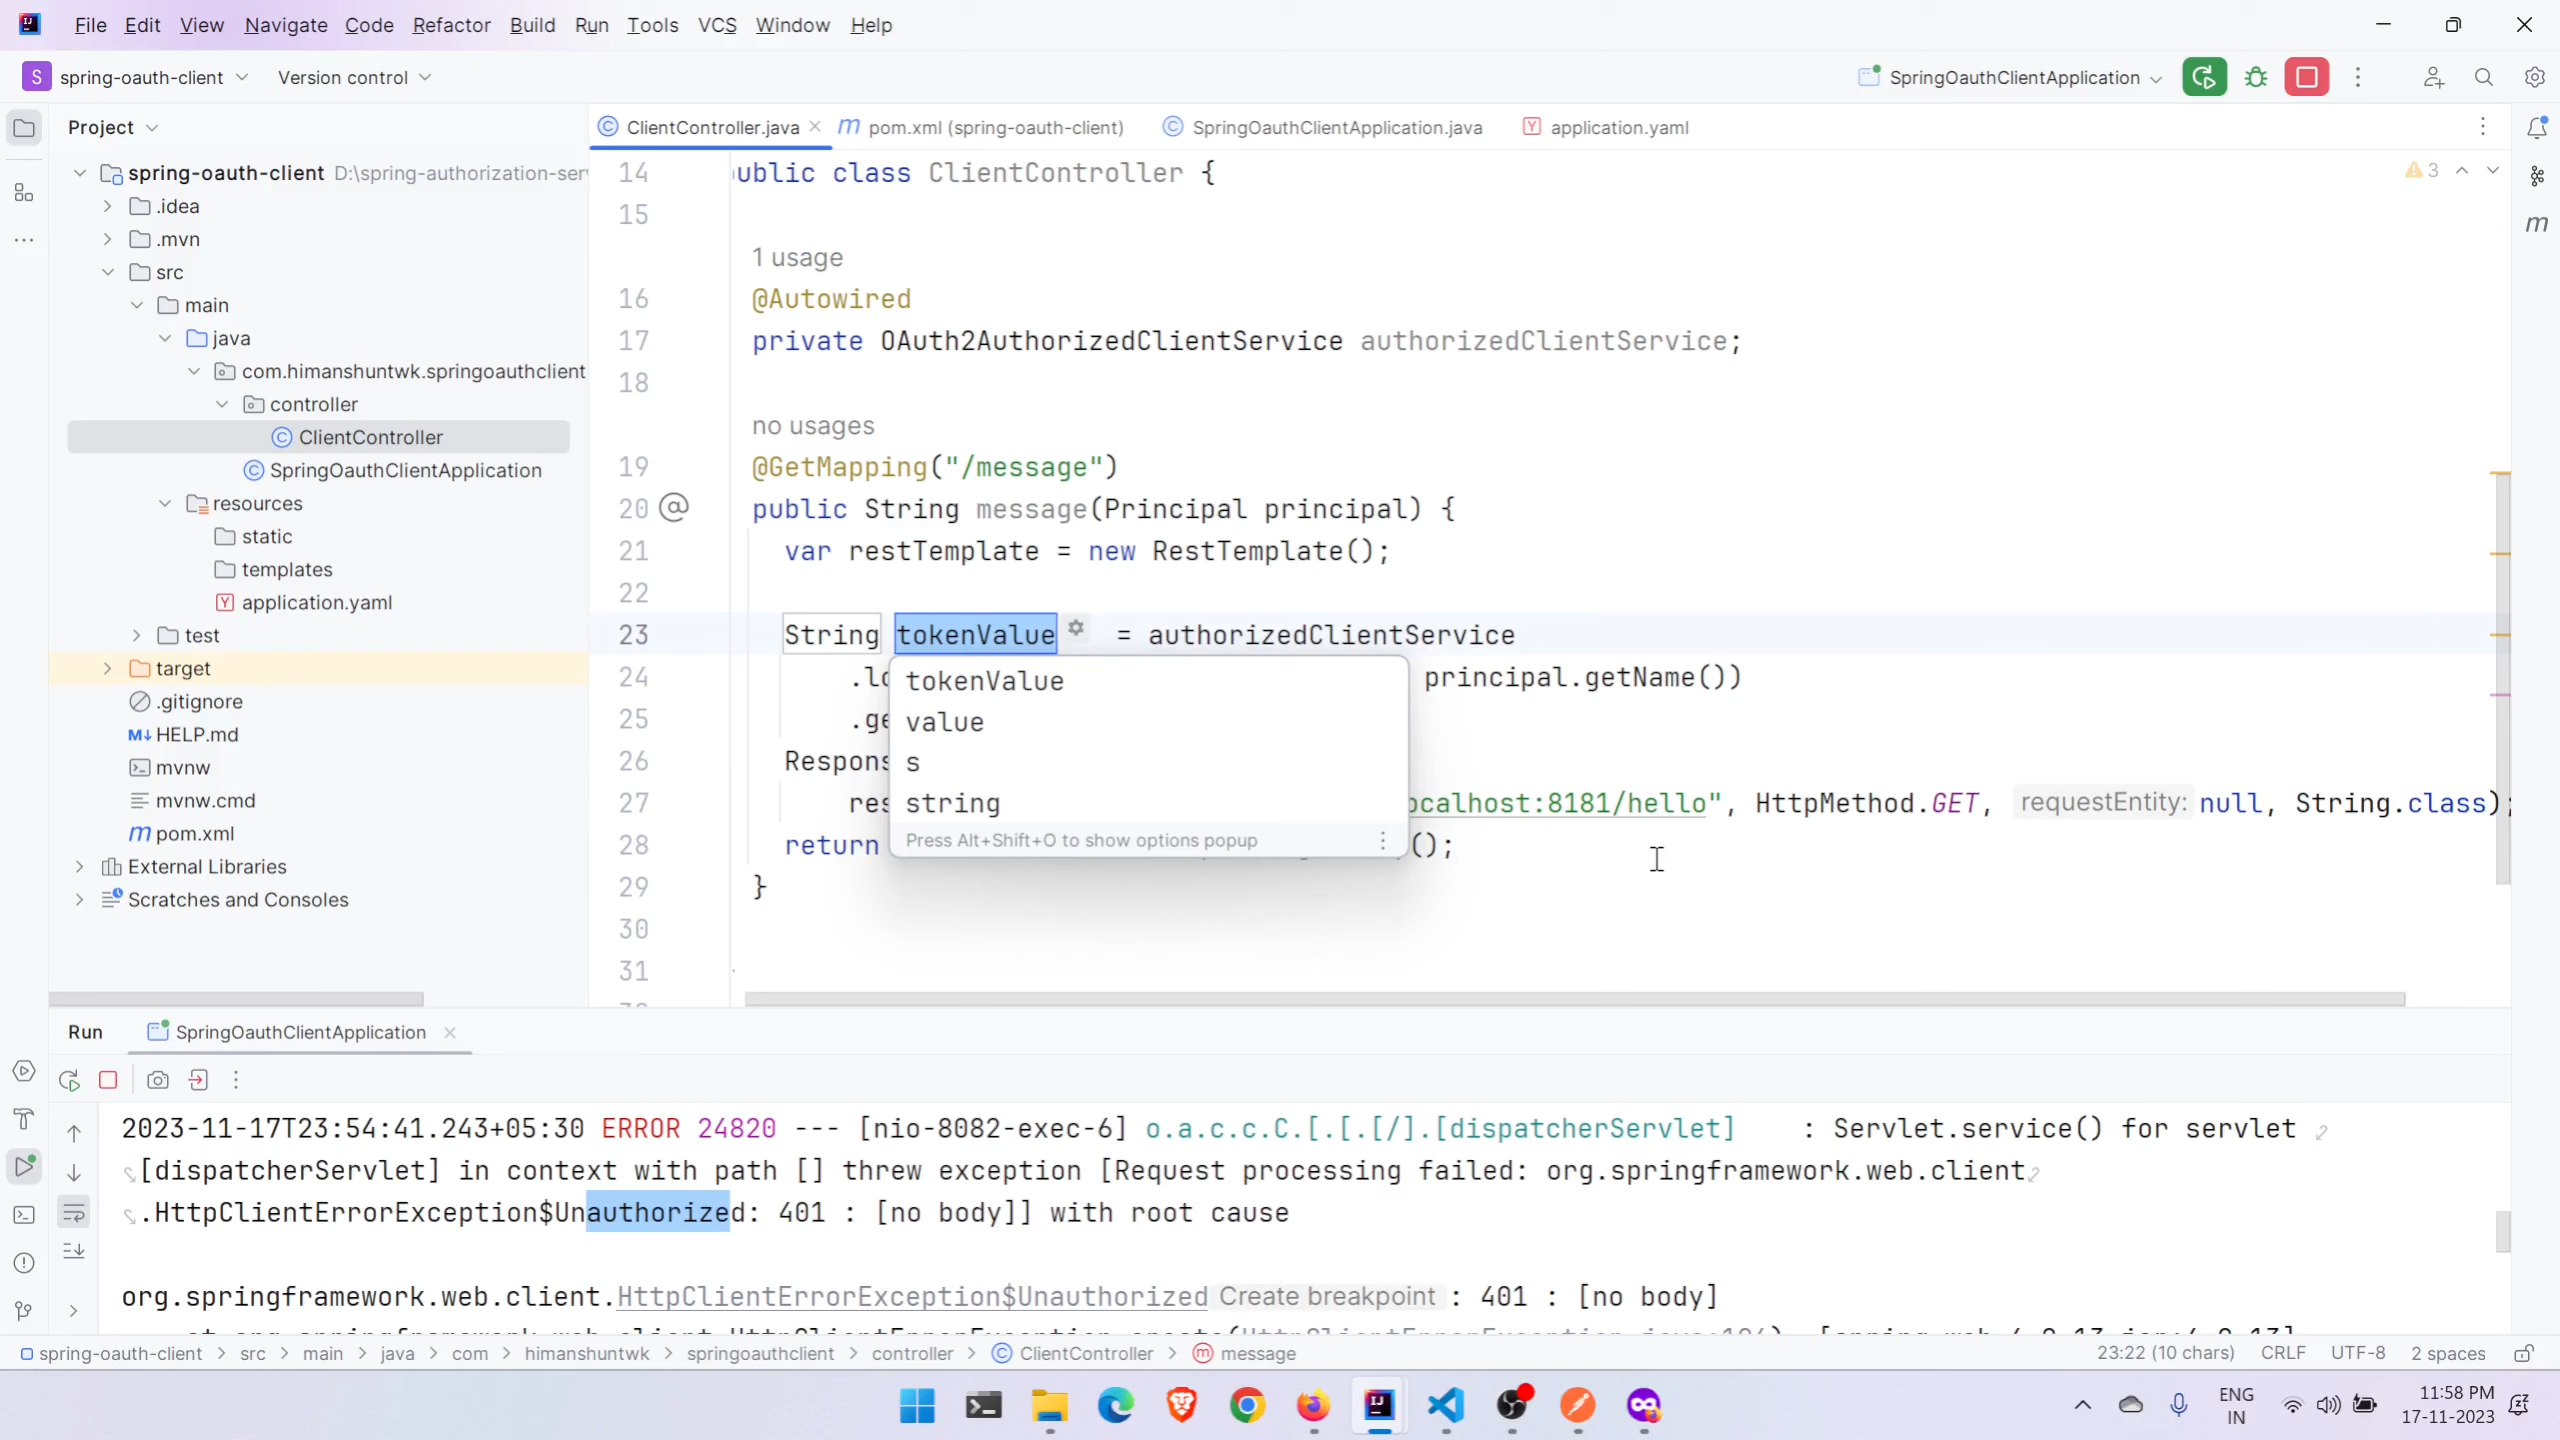 File Edit View Navigate Code Refactor Build Run Tools VCS Window Help
S spring-oauth-client Version control SpringOauthClientApplication
Project
ClientController.java pom.xml (spring-oauth-client) SpringOauthClientApplication.java application.yaml
spring-oauth-client D:\spring-authorization-ser
.idea
.mvn
src
main
java
com.himanshuntwk.springoauthclient
controller
ClientController
SpringOauthClientApplication
resources
static
templates
application.yaml
test
target
.gitignore
HELP.md
mvnw
mvnw.cmd
pom.xml
External Libraries
Scratches and Consoles
3
14 ublic class ClientController {
15
1 usage
16 @Autowired
17 private OAuth2AuthorizedClientService authorizedClientService;
18
no usages
19 @GetMapping("/message")
20 public String message(Principal principal) {
21 var restTemplate = new RestTemplate();
22
23 String tokenValue = authorizedClientService
24 .lo principal.getName())
25 .ge
26 Respons
27 res ocalhost:8181/hello", HttpMethod.GET, requestEntity: null, String.class);
28 return ();
29 }
30
31
tokenValue
value
s
string
Press Alt+Shift+O to show options popup
Run SpringOauthClientApplication
2023-11-17T23:54:41.243+05:30 ERROR 24820 --- [nio-8082-exec-6] o.a.c.c.C.[.[.[/].[dispatcherServlet] : Servlet.service() for servlet
[dispatcherServlet] in context with path [] threw exception [Request processing failed: org.springframework.web.client
.HttpClientErrorException$Unauthorized: 401 : [no body]] with root cause
org.springframework.web.client.HttpClientErrorException$Unauthorized Create breakpoint : 401 : [no body]
spring-oauth-client > src > main > java > com > himanshuntwk > springoauthclient > controller > ClientController > message
23:22 (10 chars) CRLF UTF-8 2 spaces
ENG
IN
11:58 PM
17-11-2023